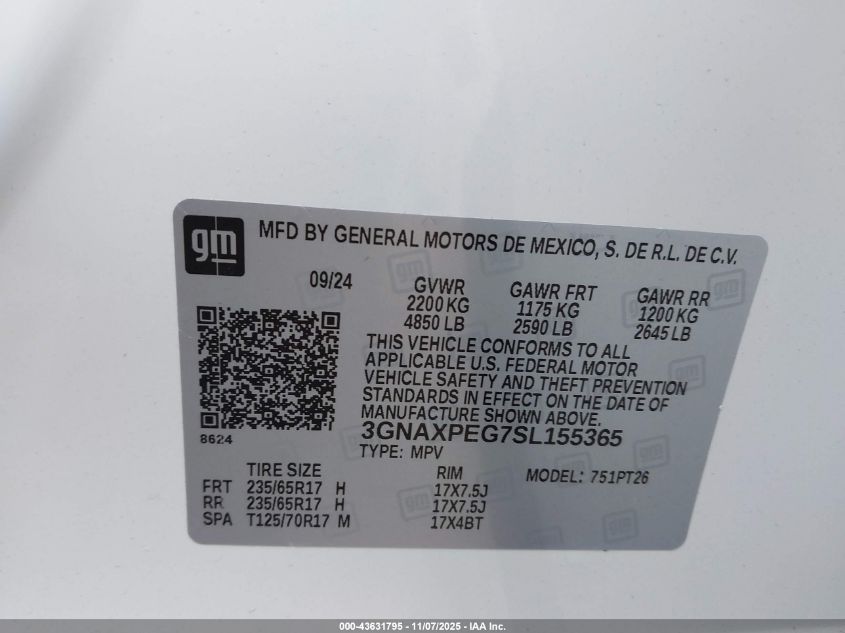 gm
MFD BY GENERAL MOTORS DE MEXICO, S. DE R.L. DE C.V.
09/24
GVWR
2200 KG
4850 LB
GAWR FRT
1175 KG
2590 LB
GAWR RR
1200 KG
2645 LB
THIS VEHICLE CONFORMS TO ALL
APPLICABLE U.S. FEDERAL MOTOR
VEHICLE SAFETY AND THEFT PREVENTION
STANDARDS IN EFFECT ON THE DATE OF
MANUFACTURE SHOWN ABOVE.
8624
3GNAXPEG7SL155365
TYPE: MPV
TIRE SIZE RIM MODEL: 751PT26
FRT 235/65R17 H 17X7.5J
RR 235/65R17 H 17X7.5J
SPA T125/70R17 M 17X4BT
000-43631795 — 11/07/2025 — IAA Inc.